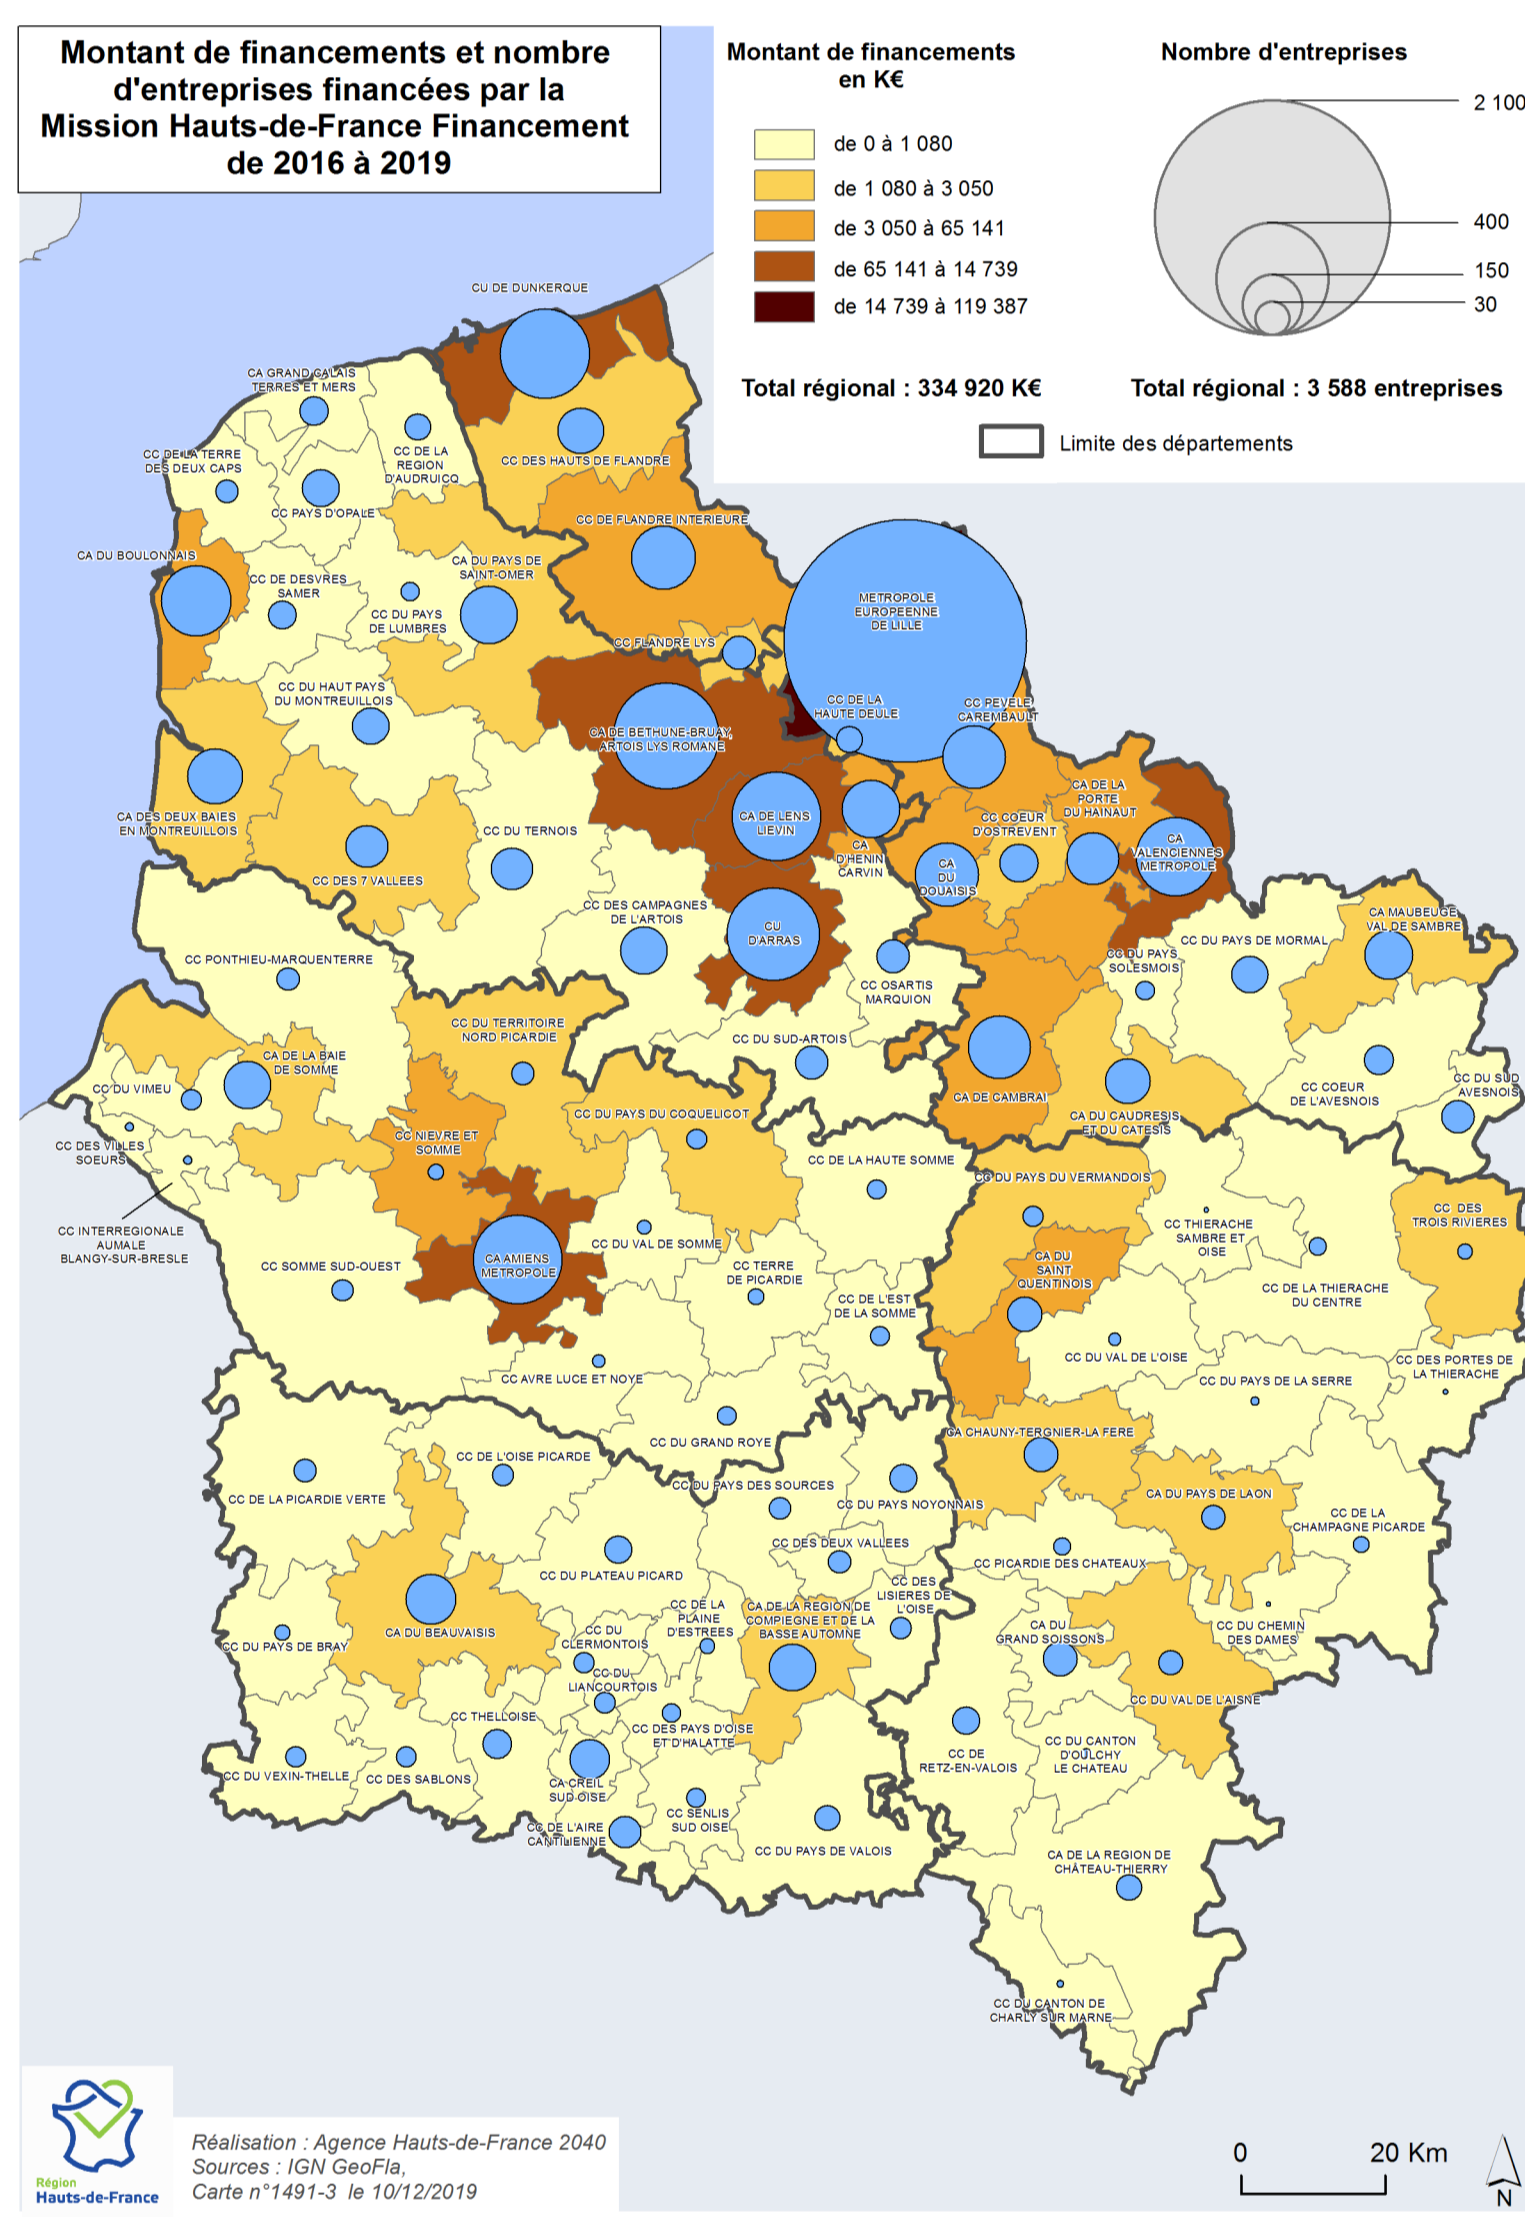 Montant de financements et nombre
d'entreprises financées par la
Mission Hauts-de-France Financement
de 2016 à 2019
Montant de financements
en K€
de 0 à 1 080
de 1 080 à 3 050
de 3 050 à 65 141
de 65 141 à 14 739
de 14 739 à 119 387
Total régional : 334 920 K€
Nombre d'entreprises
2 100
400
150
30
Total régional : 3 588 entreprises
Limite des départements
CU DE DUNKERQUE
CA GRAND CALAIS
TERRES ET MERS
CC DE LA TERRE
DES DEUX CAPS
CC DE LA
REGION
D'AUDRUICQ
CC DES HAUTS DE FLANDRE
CC PAYS D'OPALE
CC DE FLANDRE INTERIEURE
CA DU BOULONNAIS
CC DE DESVRES
SAMER
CA DU PAYS DE
SAINT-OMER
CC DU PAYS
DE LUMBRES
METROPOLE
EUROPEENNE
DE LILLE
CC FLANDRE LYS
CC DU HAUT PAYS
DU MONTREUILLOIS
CC DE LA
HAUTE DEULE
CC PEVELE
CAREMBAULT
CA DE BETHUNE-BRUAY,
ARTOIS LYS ROMANE
CA DES DEUX BAIES
EN MONTREUILLOIS
CC DU TERNOIS
CA DE LENS
LIEVIN
CA DE LA
PORTE
DU HAINAUT
CC COEUR
D'OSTREVENT
CA
VALENCIENNES
METROPOLE
CA
D'HENIN
CARVIN
CA
DU
DOUAISIS
CC DES 7 VALLEES
CC DES CAMPAGNES
DE L'ARTOIS
CU
D'ARRAS
CA MAUBEUGE
VAL DE SAMBRE
CC DU PAYS DE MORMAL
CC DU PAYS
SOLESMOIS
CC PONTHIEU-MARQUENTERRE
CC OSARTIS
MARQUION
CC DU TERRITOIRE
NORD PICARDIE
CC DU SUD-ARTOIS
CA DE LA BAIE
DE SOMME
CC DU VIMEU
CA DE CAMBRAI
CC COEUR
DE L'AVESNOIS
CC DU SUD
AVESNOIS
CC DU PAYS DU COQUELICOT
CA DU CAUDRESIS
ET DU CATESIS
CC DES VILLES
SOEURS
CC NIEVRE ET
SOMME
CC DE LA HAUTE SOMME
CC DU PAYS DU VERMANDOIS
CC INTERREGIONALE
AUMALE
BLANGY-SUR-BRESLE
CC THIERACHE
SAMBRE ET
OISE
CC DES
TROIS RIVIERES
CC DU VAL DE SOMME
CA AMIENS
METROPOLE
CC SOMME SUD-OUEST
CC TERRE
DE PICARDIE
CA DU
SAINT
QUENTINOIS
CC DE LA THIERACHE
DU CENTRE
CC DE L'EST
DE LA SOMME
CC DU VAL DE L'OISE
CC DES PORTES DE
LA THIERACHE
CC AVRE LUCE ET NOYE
CC DU PAYS DE LA SERRE
CC DU GRAND ROYE
CA CHAUNY-TERGNIER-LA FERE
CC DE L'OISE PICARDE
CC DE LA PICARDIE VERTE
CC DU PAYS DES SOURCES
CC DU PAYS NOYONNAIS
CA DU PAYS DE LAON
CC DE LA
CHAMPAGNE PICARDE
CC DES DEUX VALLEES
CC PICARDIE DES CHATEAUX
CC DU PLATEAU PICARD
CC DES
LISIERES DE
L'OISE
CC DE LA
PLAINE
D'ESTREES
CA DE LA REGION DE
COMPIEGNE ET DE LA
BASSE AUTOMNE
CC DU PAYS DE BRAY
CA DU BEAUVAISIS
CC DU
CLERMONTOIS
CA DU
GRAND SOISSONS
CC DU CHEMIN
DES DAMES
CC DU
LIANCOURTOIS
CC DU VAL DE L'AISNE
CC THELLOISE
CC DES PAYS D'OISE
ET D'HALATTE
CC DU VEXIN-THELLE
CC DES SABLONS
CA CREIL
SUD OISE
CC DE
RETZ-EN-VALOIS
CC DU CANTON
D'OULCHY
LE CHATEAU
CC SENLIS
SUD OISE
CC DE L'AIRE
CANTILIENNE
CC DU PAYS DE VALOIS
CA DE LA REGION DE
CHÂTEAU-THIERRY
CC DU CANTON DE
CHARLY SUR MARNE
Région
Hauts-de-France
Réalisation : Agence Hauts-de-France 2040
Sources : IGN GeoFla,
Carte n°1491-3 le 10/12/2019
0 20 Km
N